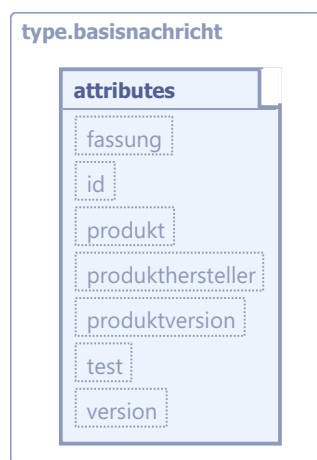 type.basisnachricht
attributes
fassung
id
produkt
produkthersteller
produktversion
test
version